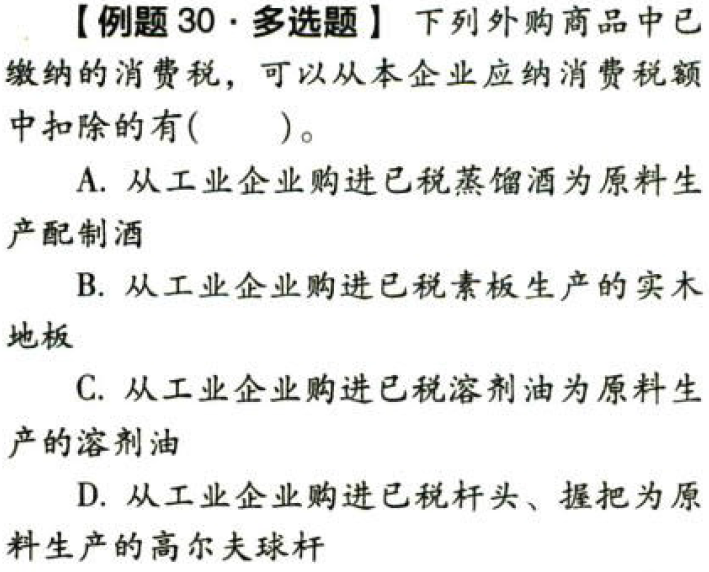 【例题 30·多选题】 下列外购商品中已
缴纳的消费税，可以从本企业应纳消费税额
中扣除的有(　　)。
A. 从工业企业购进已税蒸馏酒为原料生
产配制酒
B. 从工业企业购进已税素板生产的实木
地板
C. 从工业企业购进已税溶剂油为原料生
产的溶剂油
D. 从工业企业购进已税杆头、握把为原
料生产的高尔夫球杆